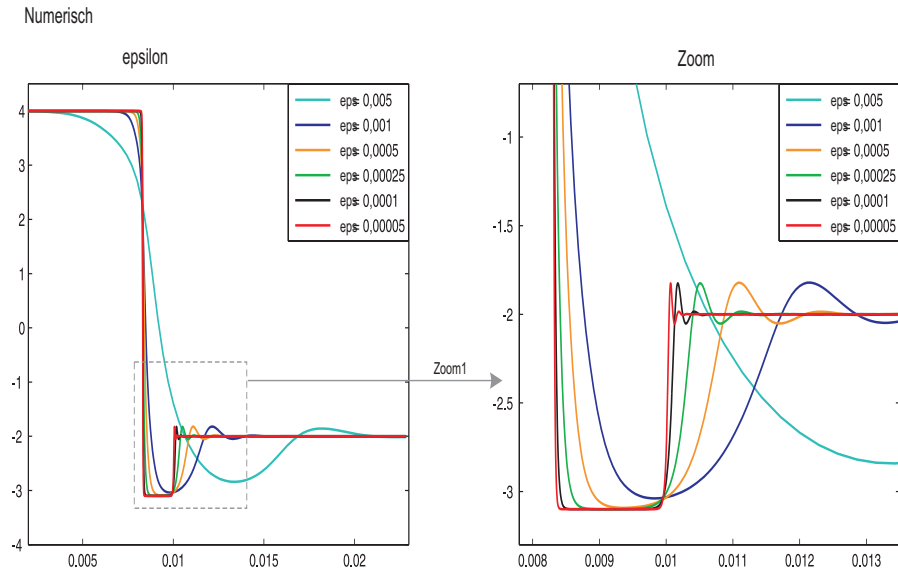 Numerisch
epsilon
4
3
2
1
0
-1
-2
-3
-4
0.005
0.01
0.015
0.02
eps= 0,005
eps= 0,001
eps= 0,0005
eps= 0,00025
eps= 0,0001
eps= 0,00005
Zoom1
Zoom
-1
-1.5
-2
-2.5
-3
0.008
0.009
0.01
0.011
0.012
0.013
eps= 0,005
eps= 0,001
eps= 0,0005
eps= 0,00025
eps= 0,0001
eps= 0,00005